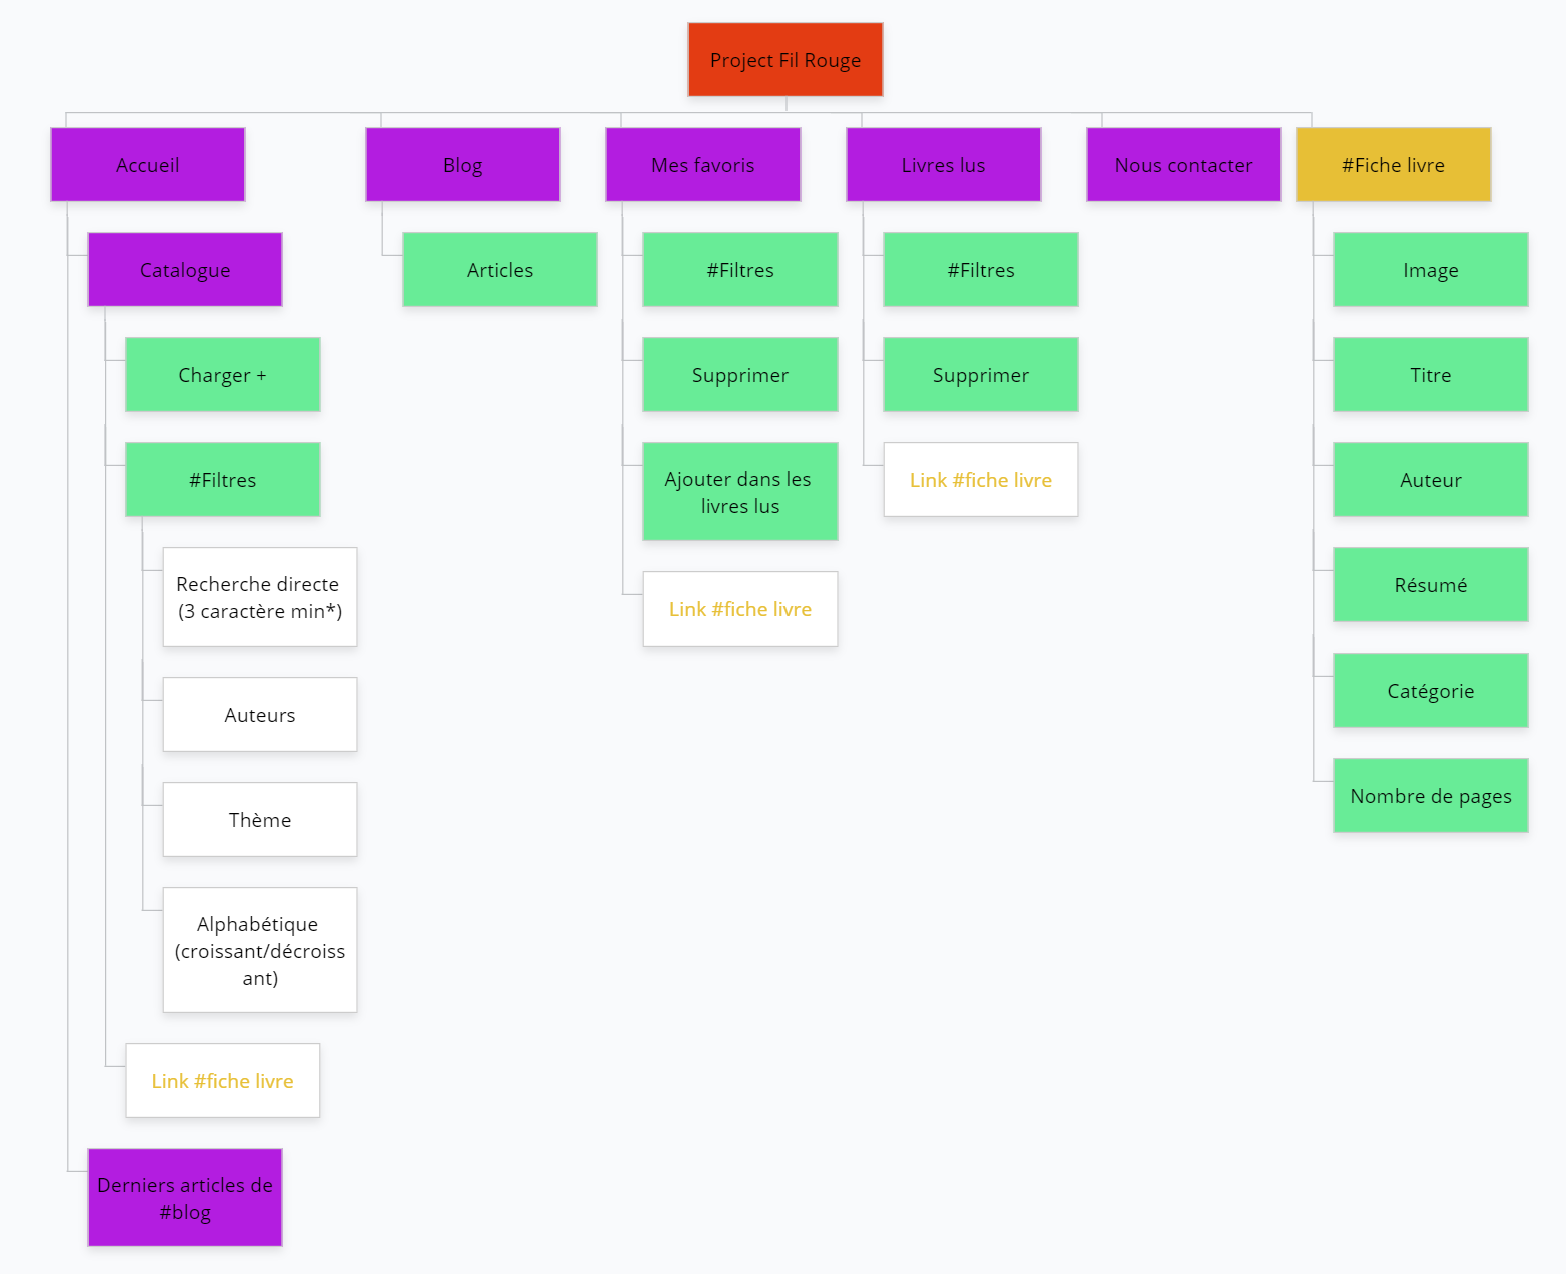 Project Fil Rouge
Accueil
Blog
Mes favoris
Livres lus
Nous contacter
#Fiche livre
Catalogue
Charger +
#Filtres
Recherche directe
(3 caractère min*)
Auteurs
Thème
Alphabétique
(croissant/décroiss
ant)
Link #fiche livre
Derniers articles de
#blog
Articles
#Filtres
Supprimer
Ajouter dans les
livres lus
Link #fiche livre
#Filtres
Supprimer
Link #fiche livre
Image
Titre
Auteur
Résumé
Catégorie
Nombre de pages